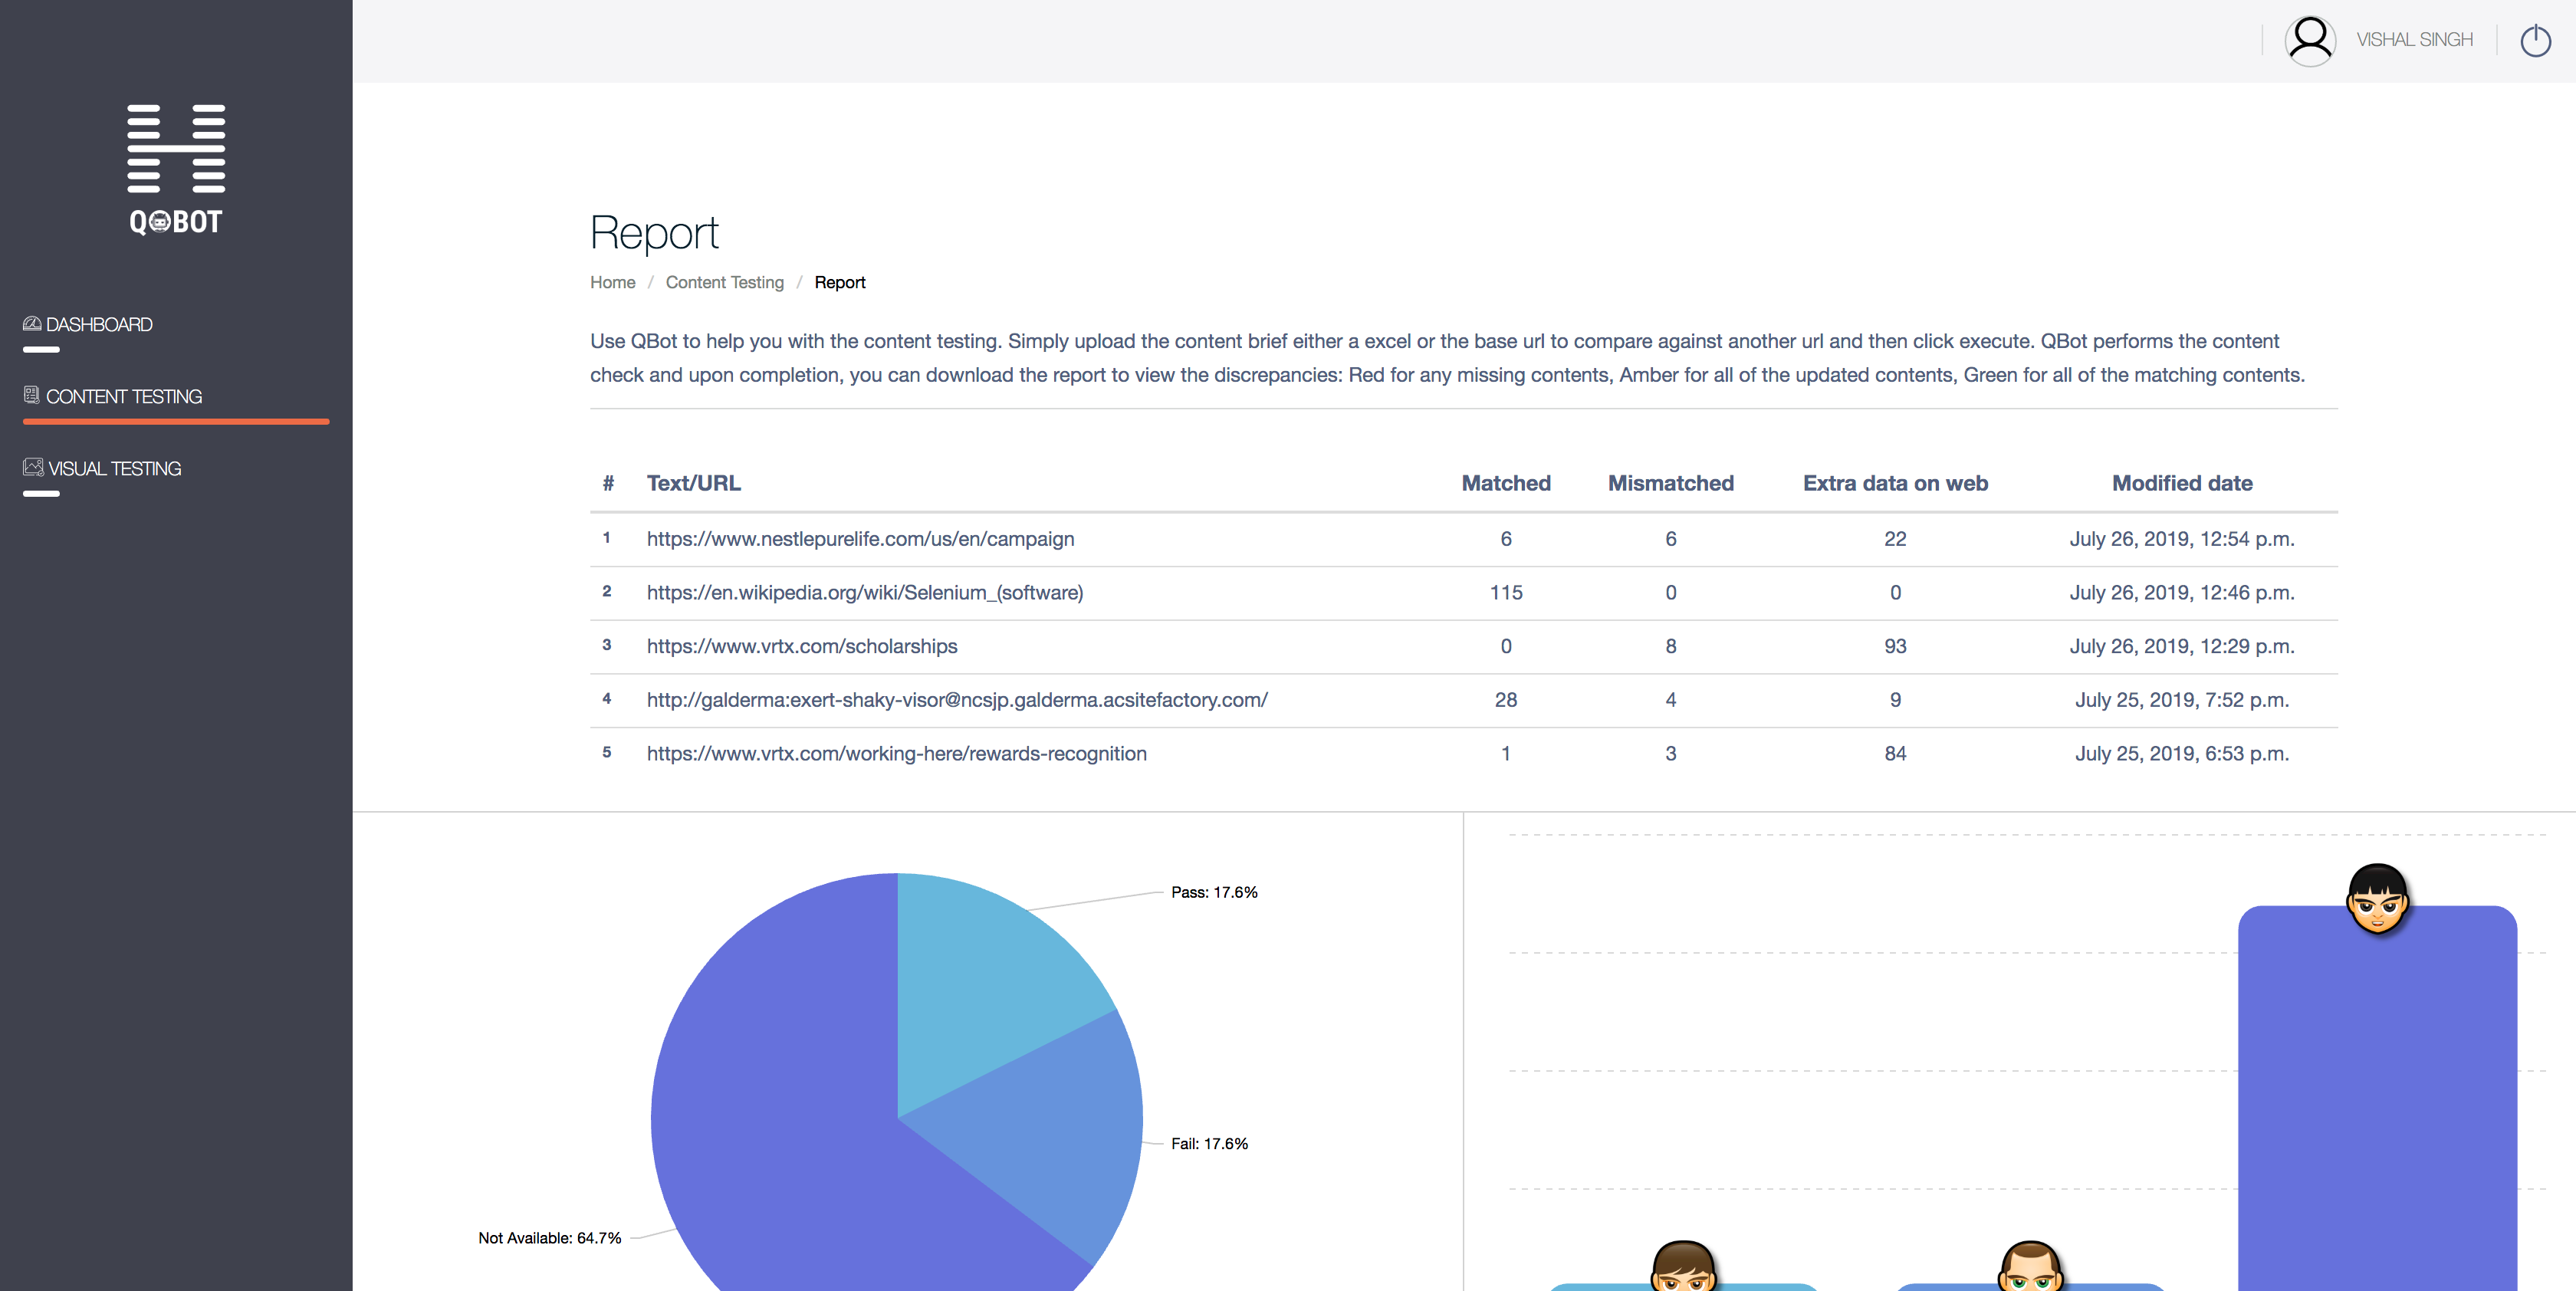 VISHAL SINGH
QBOT
DASHBOARD
CONTENT TESTING
VISUAL TESTING
Report
Home / Content Testing / Report
Use QBot to help you with the content testing. Simply upload the content brief either a excel or the base url to compare against another url and then click execute. QBot performs the content
check and upon completion, you can download the report to view the discrepancies: Red for any missing contents, Amber for all of the updated contents, Green for all of the matching contents.
# Text/URL Matched Mismatched Extra data on web Modified date
1 https://www.nestlepurelife.com/us/en/campaign 6 6 22 July 26, 2019, 12:54 p.m.
2 https://en.wikipedia.org/wiki/Selenium_(software) 115 0 0 July 26, 2019, 12:46 p.m.
3 https://www.vrtx.com/scholarships 0 8 93 July 26, 2019, 12:29 p.m.
4 http://galderma:exert-shaky-visor@ncsjp.galderma.acsitefactory.com/ 28 4 9 July 25, 2019, 7:52 p.m.
5 https://www.vrtx.com/working-here/rewards-recognition 1 3 84 July 25, 2019, 6:53 p.m.
Pass: 17.6%
Fail: 17.6%
Not Available: 64.7%